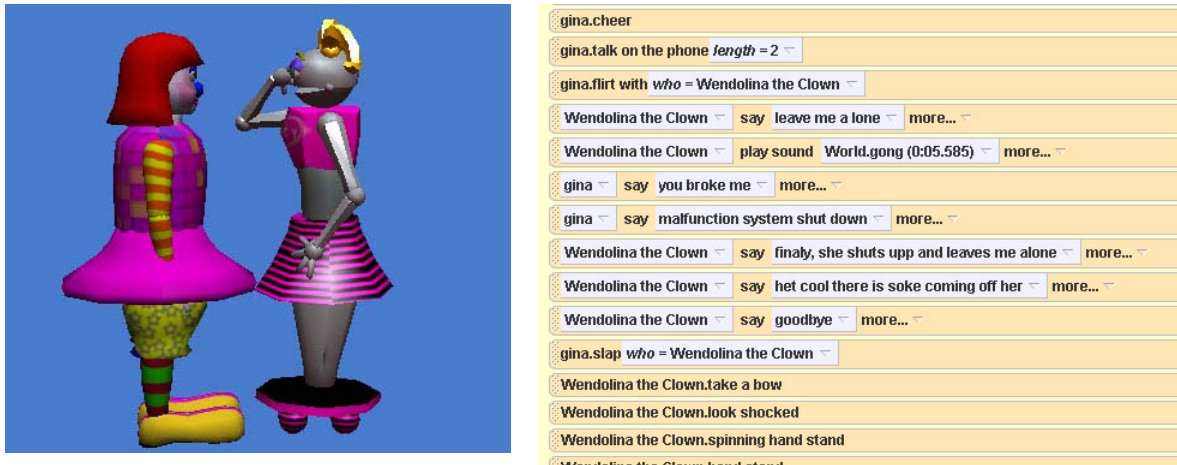 gina.cheer
gina.talk on the phone length = 2
gina.flirt with who = Wendolina the Clown
Wendolina the Clown say leave me a lone more...
Wendolina the Clown play sound World.gong (0:05.585) more...
gina say you broke me more...
gina say malfunction system shut down more...
Wendolina the Clown say finaly, she shuts upp and leaves me alone more...
Wendolina the Clown say het cool there is soke coming off her more...
Wendolina the Clown say goodbye more...
gina.slap who = Wendolina the Clown
Wendolina the Clown.take a bow
Wendolina the Clown.look shocked
Wendolina the Clown.spinning hand stand
Wendolina the Clown.hand stand